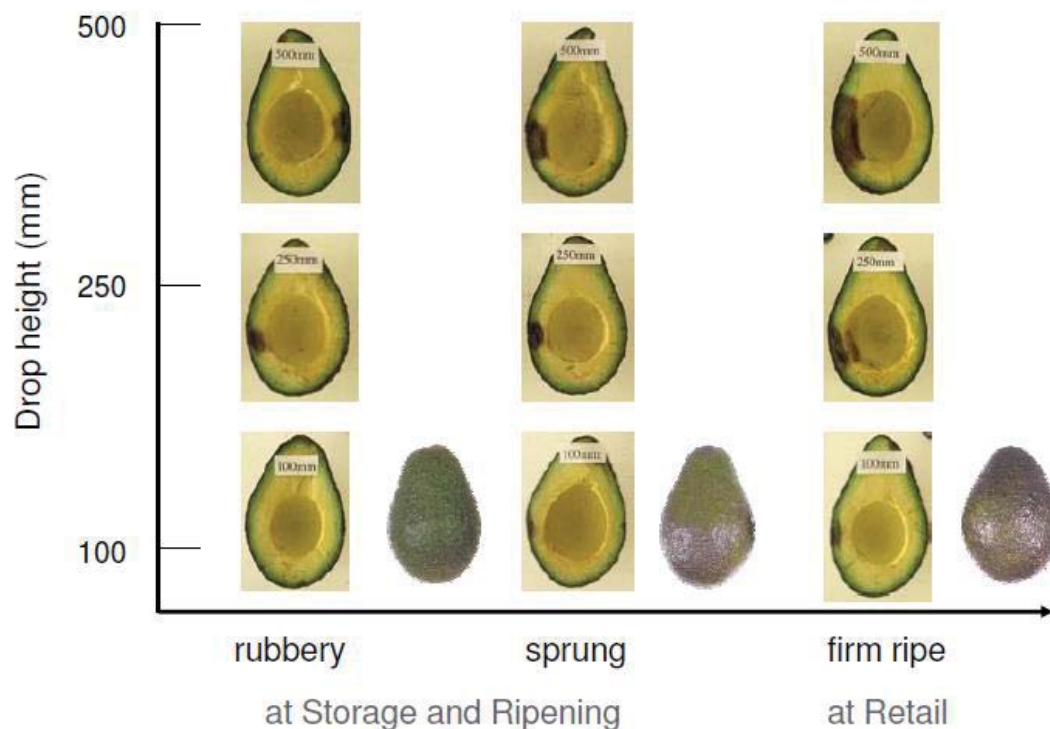 500
500mm
500mm
500mm
Drop height (mm)
250
250mm
250mm
250mm
100
100mm
100mm
100mm
rubbery
sprung
firm ripe
at Storage and Ripening
at Retail